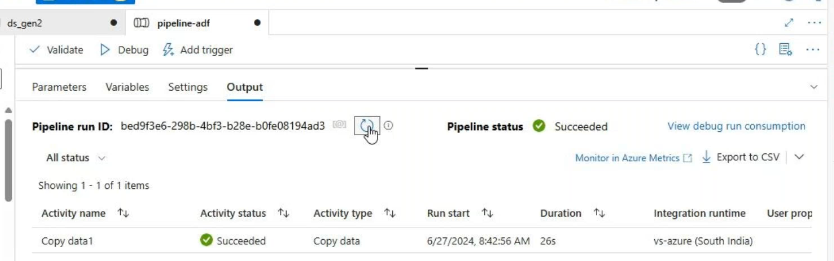 ds_gen2 pipeline-adf
Validate Debug Add trigger {}
Parameters Variables Settings Output
Pipeline run ID: bed9f3e6-298b-4bf3-b28e-b0fe08194ad3 Pipeline status Succeeded View debug run consumption
All status Monitor in Azure Metrics Export to CSV
Showing 1 - 1 of 1 items
Activity name Activity status Activity type Run start Duration Integration runtime User prop
Copy data1 Succeeded Copy data 6/27/2024, 8:42:56 AM 26s vs-azure (South India)